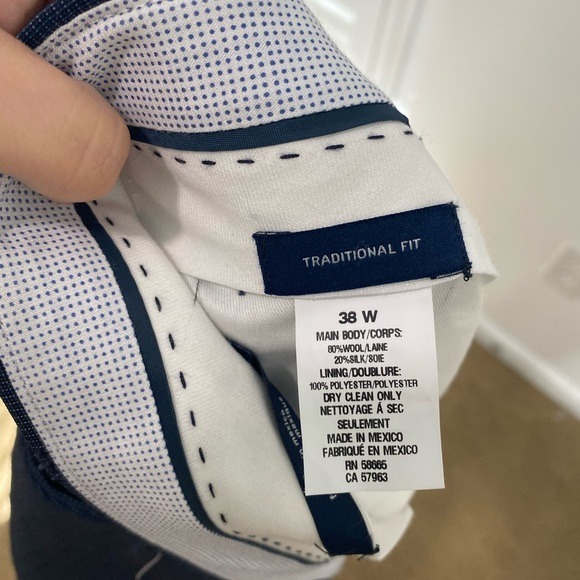 TRADITIONAL FIT
38 W
MAIN BODY/CORPS:
80%WOOL/LAINE
20%SILK/SOIE
LINING/DOUBLURE:
100% POLYESTER/POLYESTER
DRY CLEAN ONLY
NETTOYAGE Á SEC
SEULEMENT
MADE IN MEXICO
FABRIQUÉ EN MEXICO
RN 58665
CA 57963